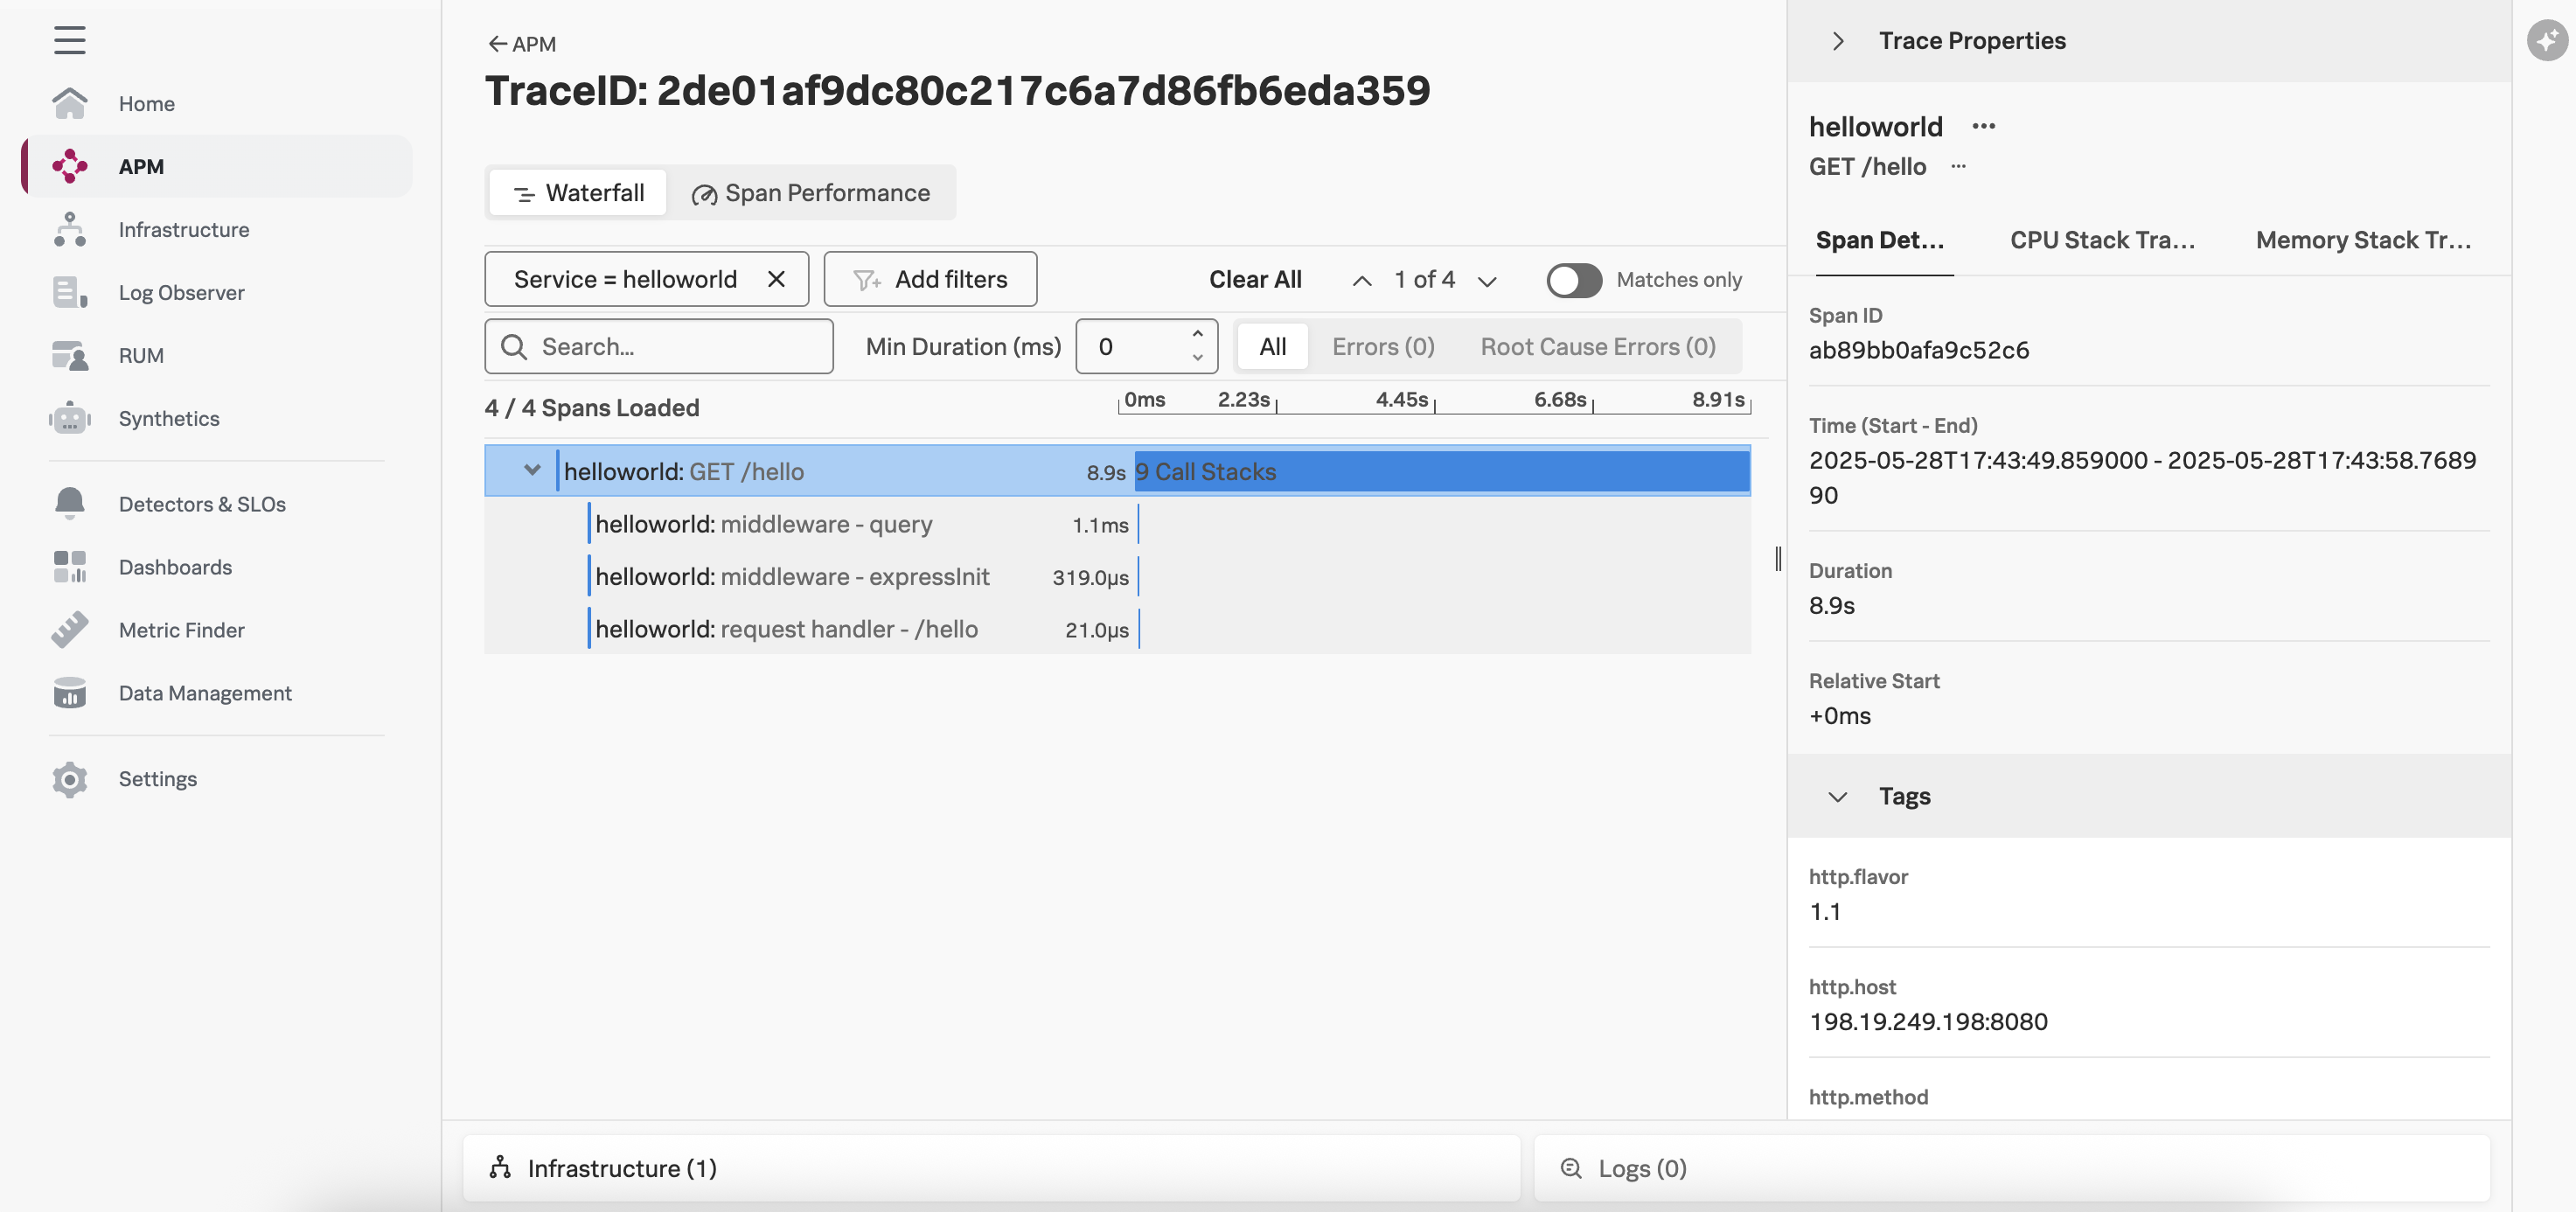 Home
APM
Infrastructure
Log Observer
RUM
Synthetics
Detectors & SLOs
Dashboards
Metric Finder
Data Management
Settings
APM
TraceID: 2de01af9dc80c217c6a7d86fb6eda359
Waterfall
Span Performance
Service = helloworld
Add filters
Clear All
1 of 4
Matches only
Search...
Min Duration (ms)
0
All
Errors (0)
Root Cause Errors (0)
4 / 4 Spans Loaded
0ms 2.23s 4.45s 6.68s 8.91s
helloworld: GET /hello 8.9s 9 Call Stacks
helloworld: middleware - query 1.1ms
helloworld: middleware - expressInit 319.0µs
helloworld: request handler - /hello 21.0µs
Infrastructure (1)
Logs (0)
Trace Properties
helloworld ...
GET /hello ...
Span Det...
CPU Stack Tra...
Memory Stack Tr...
Span ID
ab89bb0afa9c52c6
Time (Start - End)
2025-05-28T17:43:49.859000 - 2025-05-28T17:43:58.7689
90
Duration
8.9s
Relative Start
+0ms
Tags
http.flavor
1.1
http.host
198.19.249.198:8080
http.method